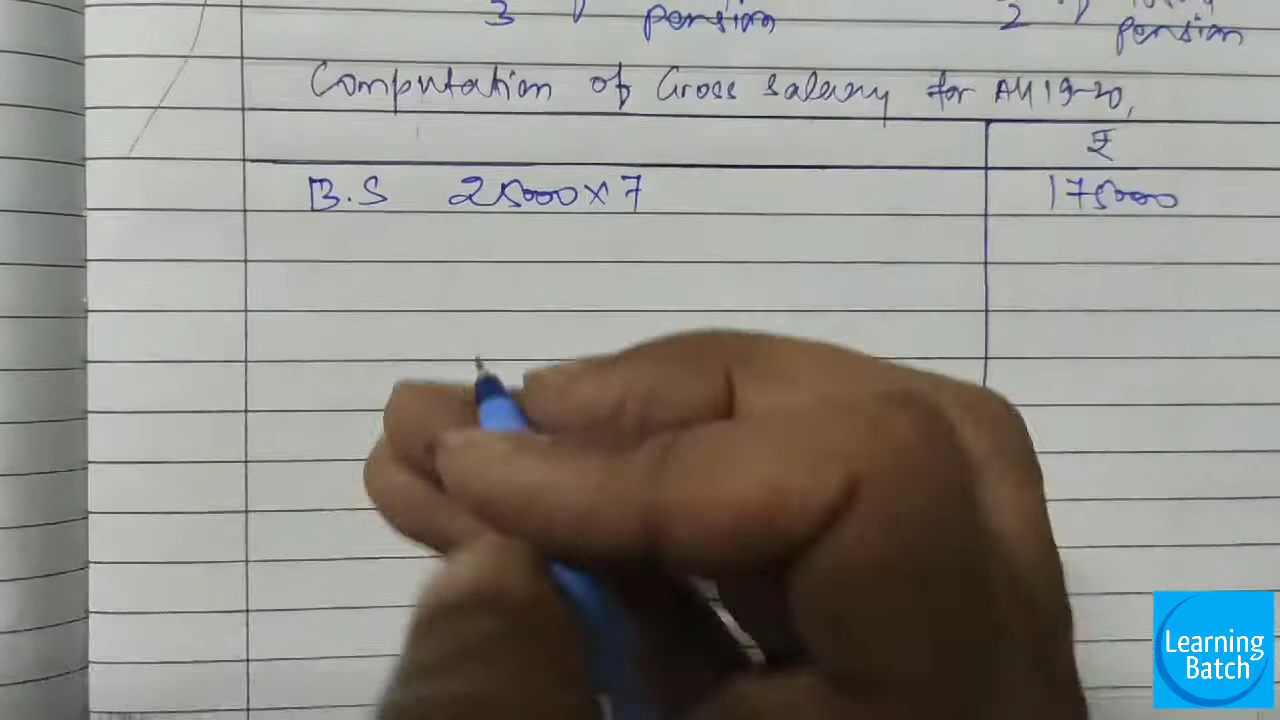 3 pension 2 pension
Computation of Gross Salary for AY 19-20,
₹
B.S 25000 x 7 175000
Learning
Batch